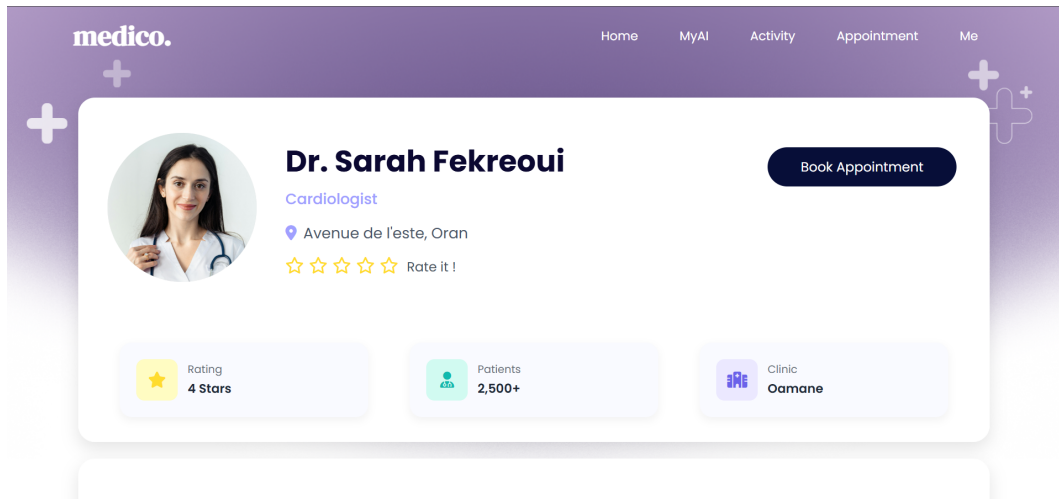 medico.
Home MyAI Activity Appointment Me
Dr. Sarah Fekreoui
Book Appointment
Cardiologist
Avenue de l'este, Oran
Rate it !
Rating
4 Stars
Patients
2,500+
Clinic
Oamane